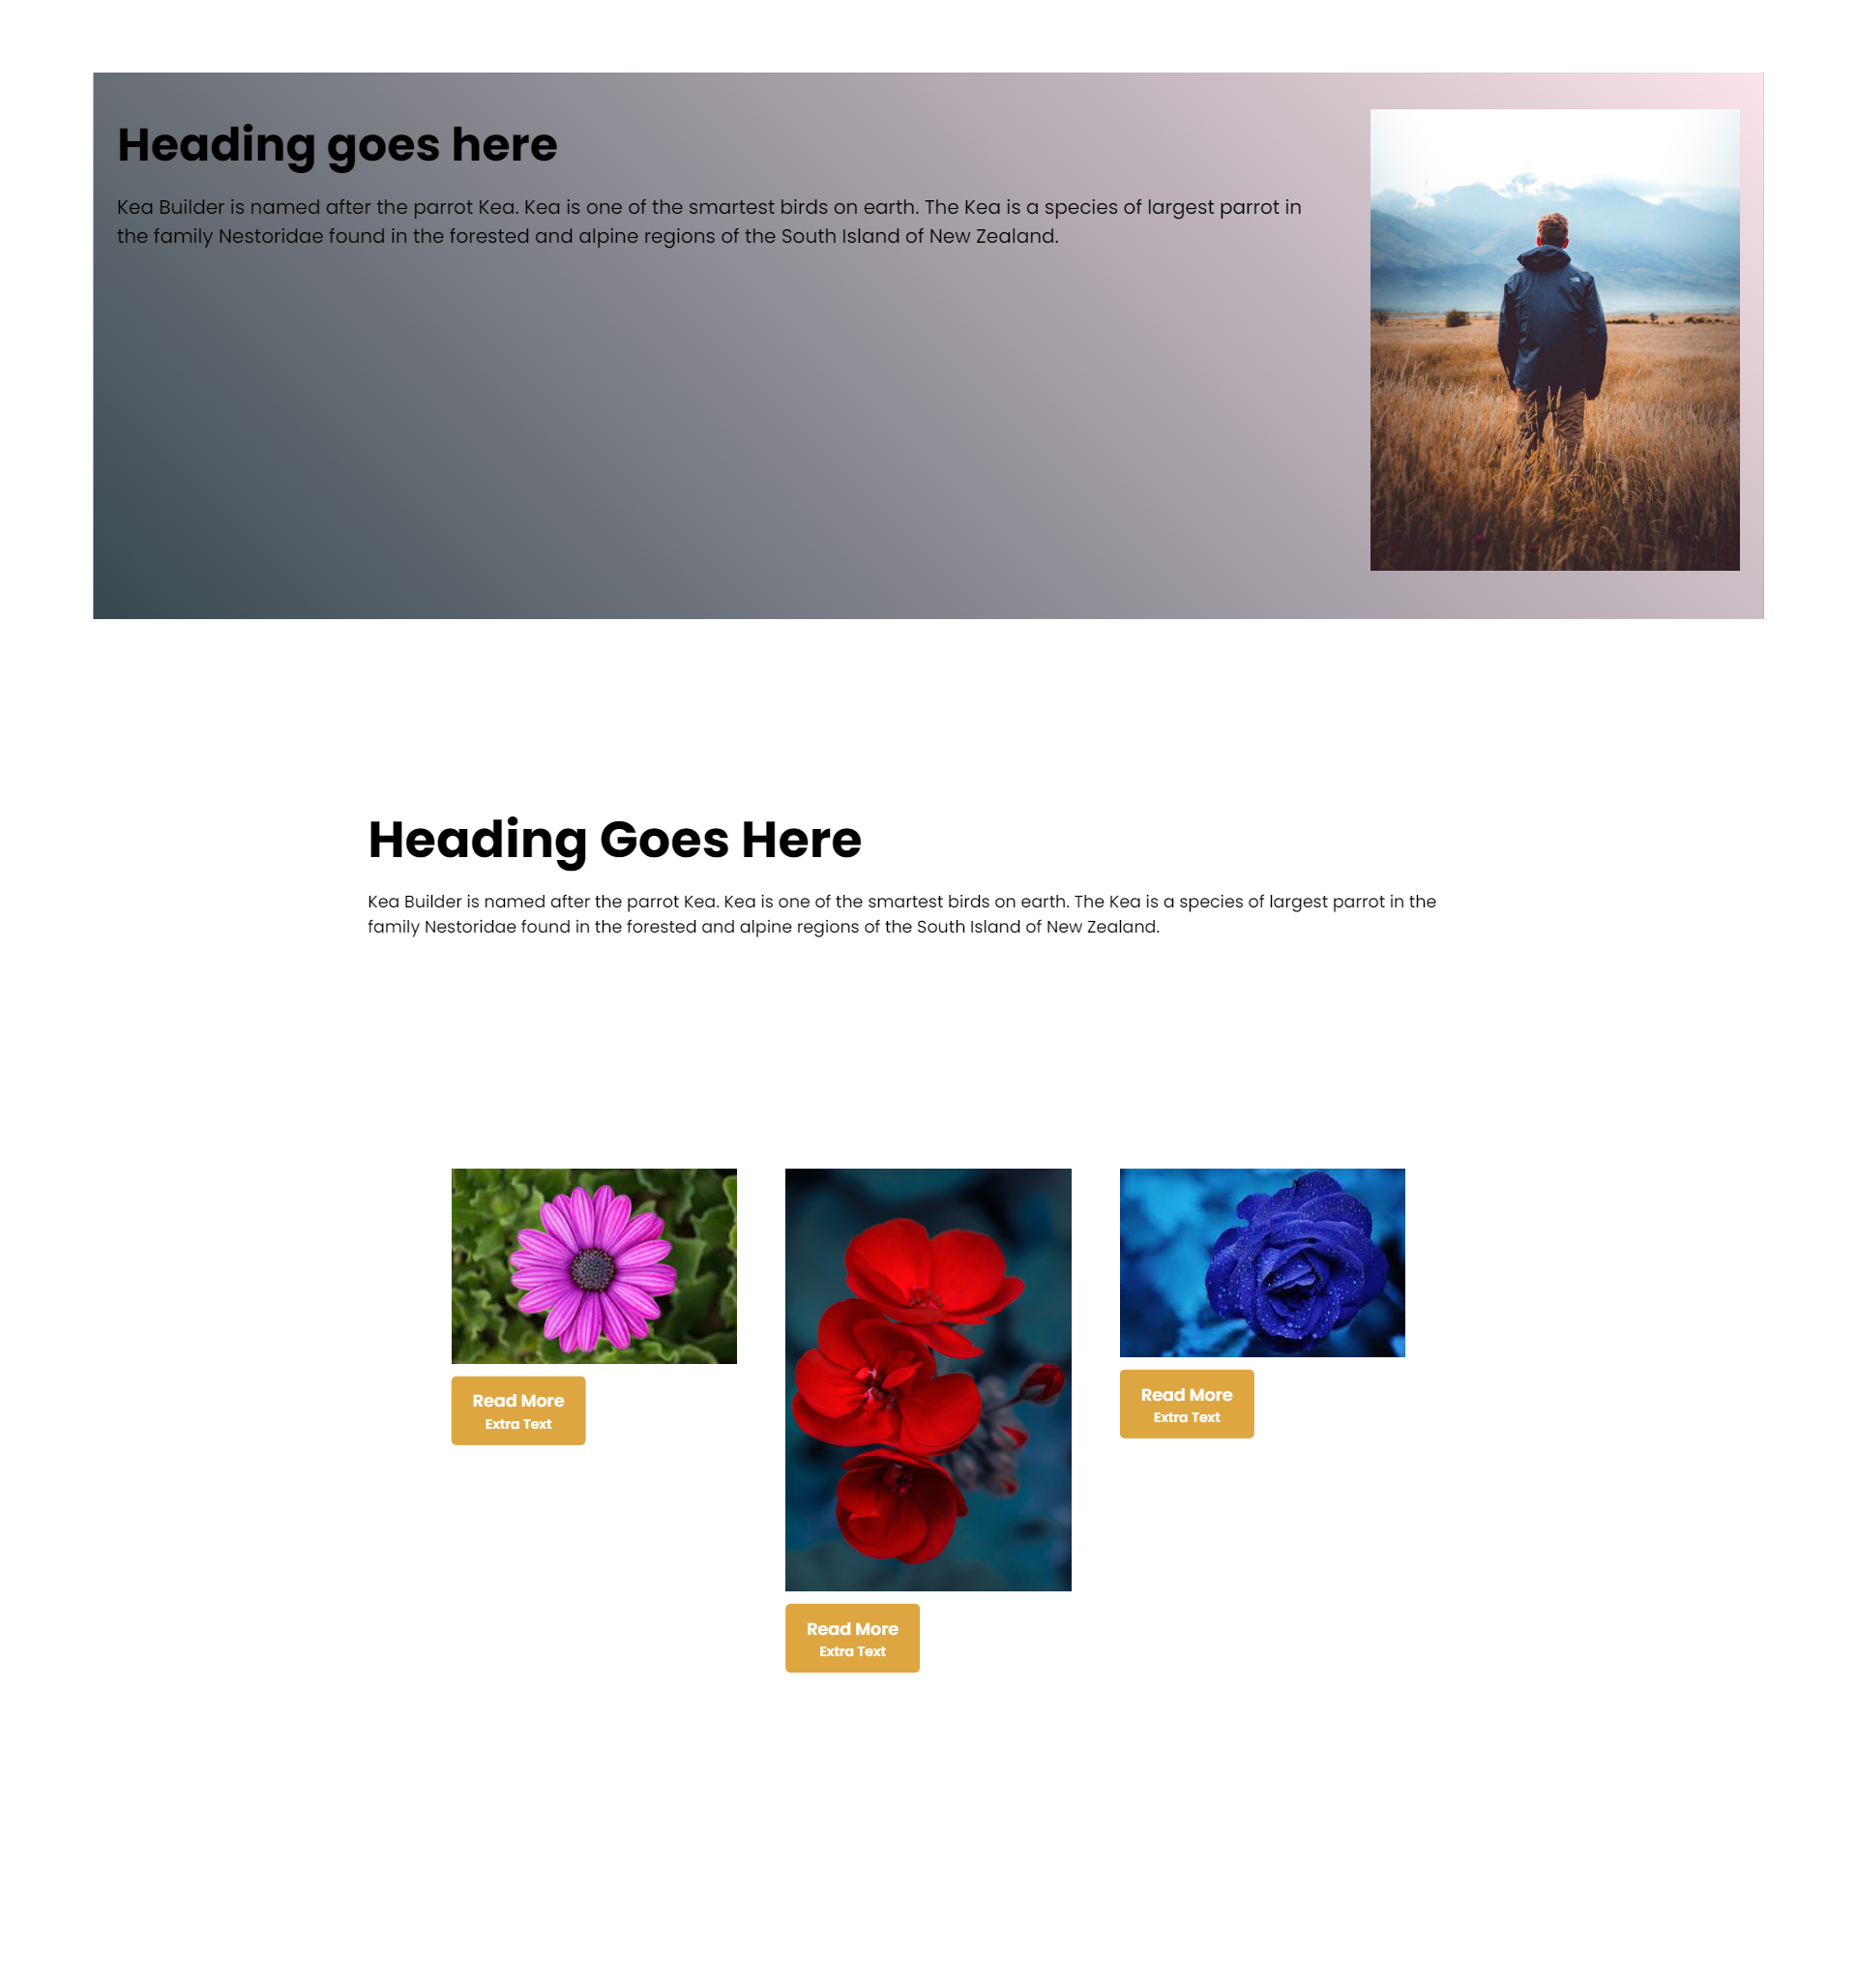 Heading goes here
Kea Builder is named after the parrot Kea. Kea is one of the smartest birds on earth. The Kea is a species of largest parrot in
the family Nestoridae found in the forested and alpine regions of the South Island of New Zealand.
Heading Goes Here
Kea Builder is named after the parrot Kea. Kea is one of the smartest birds on earth. The Kea is a species of largest parrot in the
family Nestoridae found in the forested and alpine regions of the South Island of New Zealand.
Read More
Extra Text
Read More
Extra Text
Read More
Extra Text